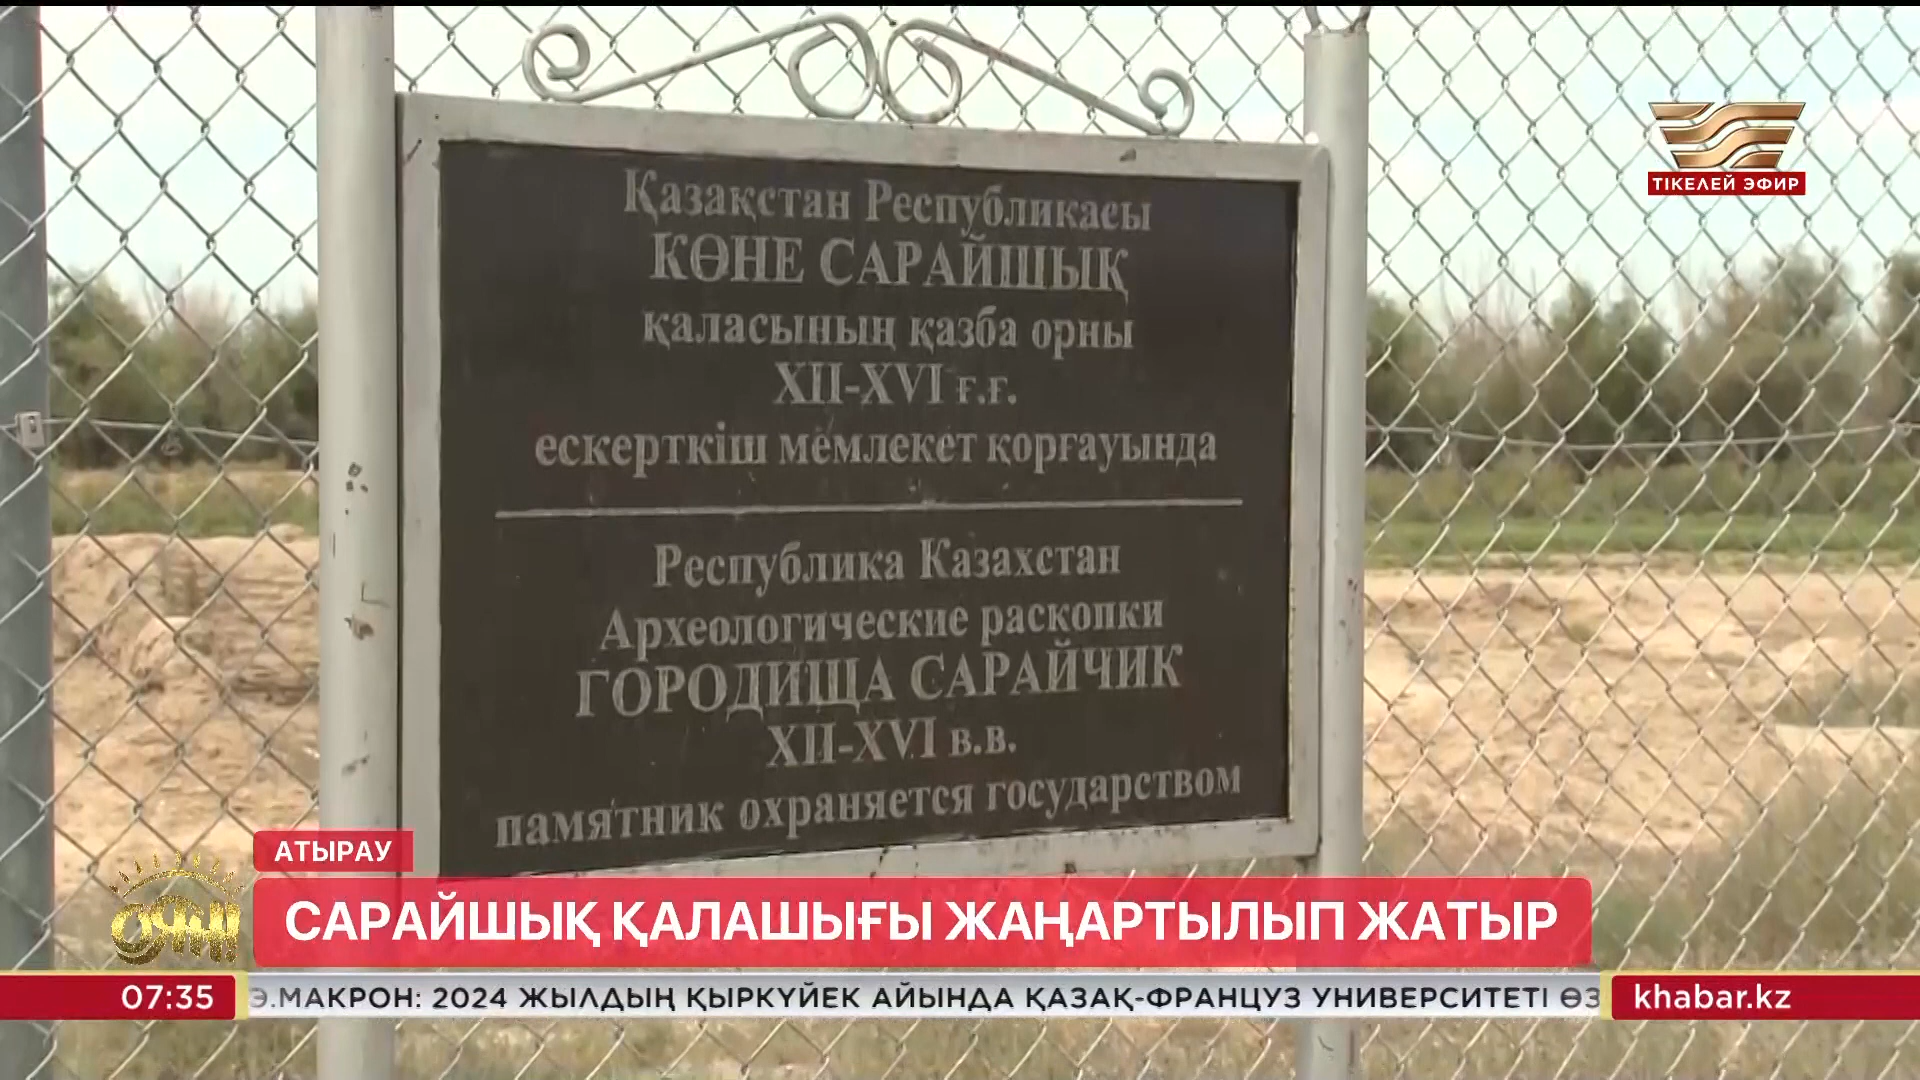 ТІКЕЛЕЙ ЭФИР
Қазақстан Республикасы
КӨНЕ САРАЙШЫҚ
қаласының қазба орны
XII-XVI ғ.ғ.
ескерткіш мемлекет қорғауында
Республика Казахстан
Археологические раскопки
ГОРОДИЩА САРАЙЧИК
XII-XVI в.в.
памятник охраняется государством
АТЫРАУ
САРАЙШЫҚ ҚАЛАШЫҒЫ ЖАҢАРТЫЛЫП ЖАТЫР
07:35
Э.МАКРОН: 2024 ЖЫЛДЫҢ ҚЫРКҮЙЕК АЙЫНДА ҚАЗАҚ-ФРАНЦУЗ УНИВЕРСИТЕТІ ӨЗ
khabar.kz